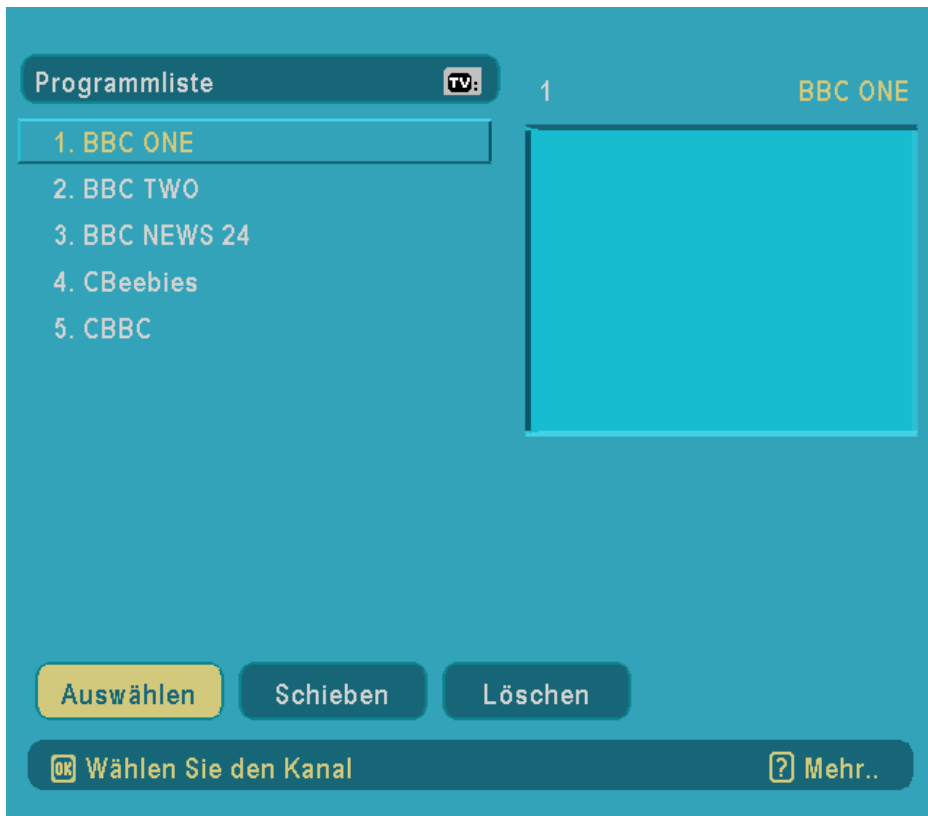 Programmliste TV:
1 BBC ONE
1. BBC ONE
2. BBC TWO
3. BBC NEWS 24
4. CBeebies
5. CBBC
Auswählen Schieben Löschen
OK Wählen Sie den Kanal ? Mehr..